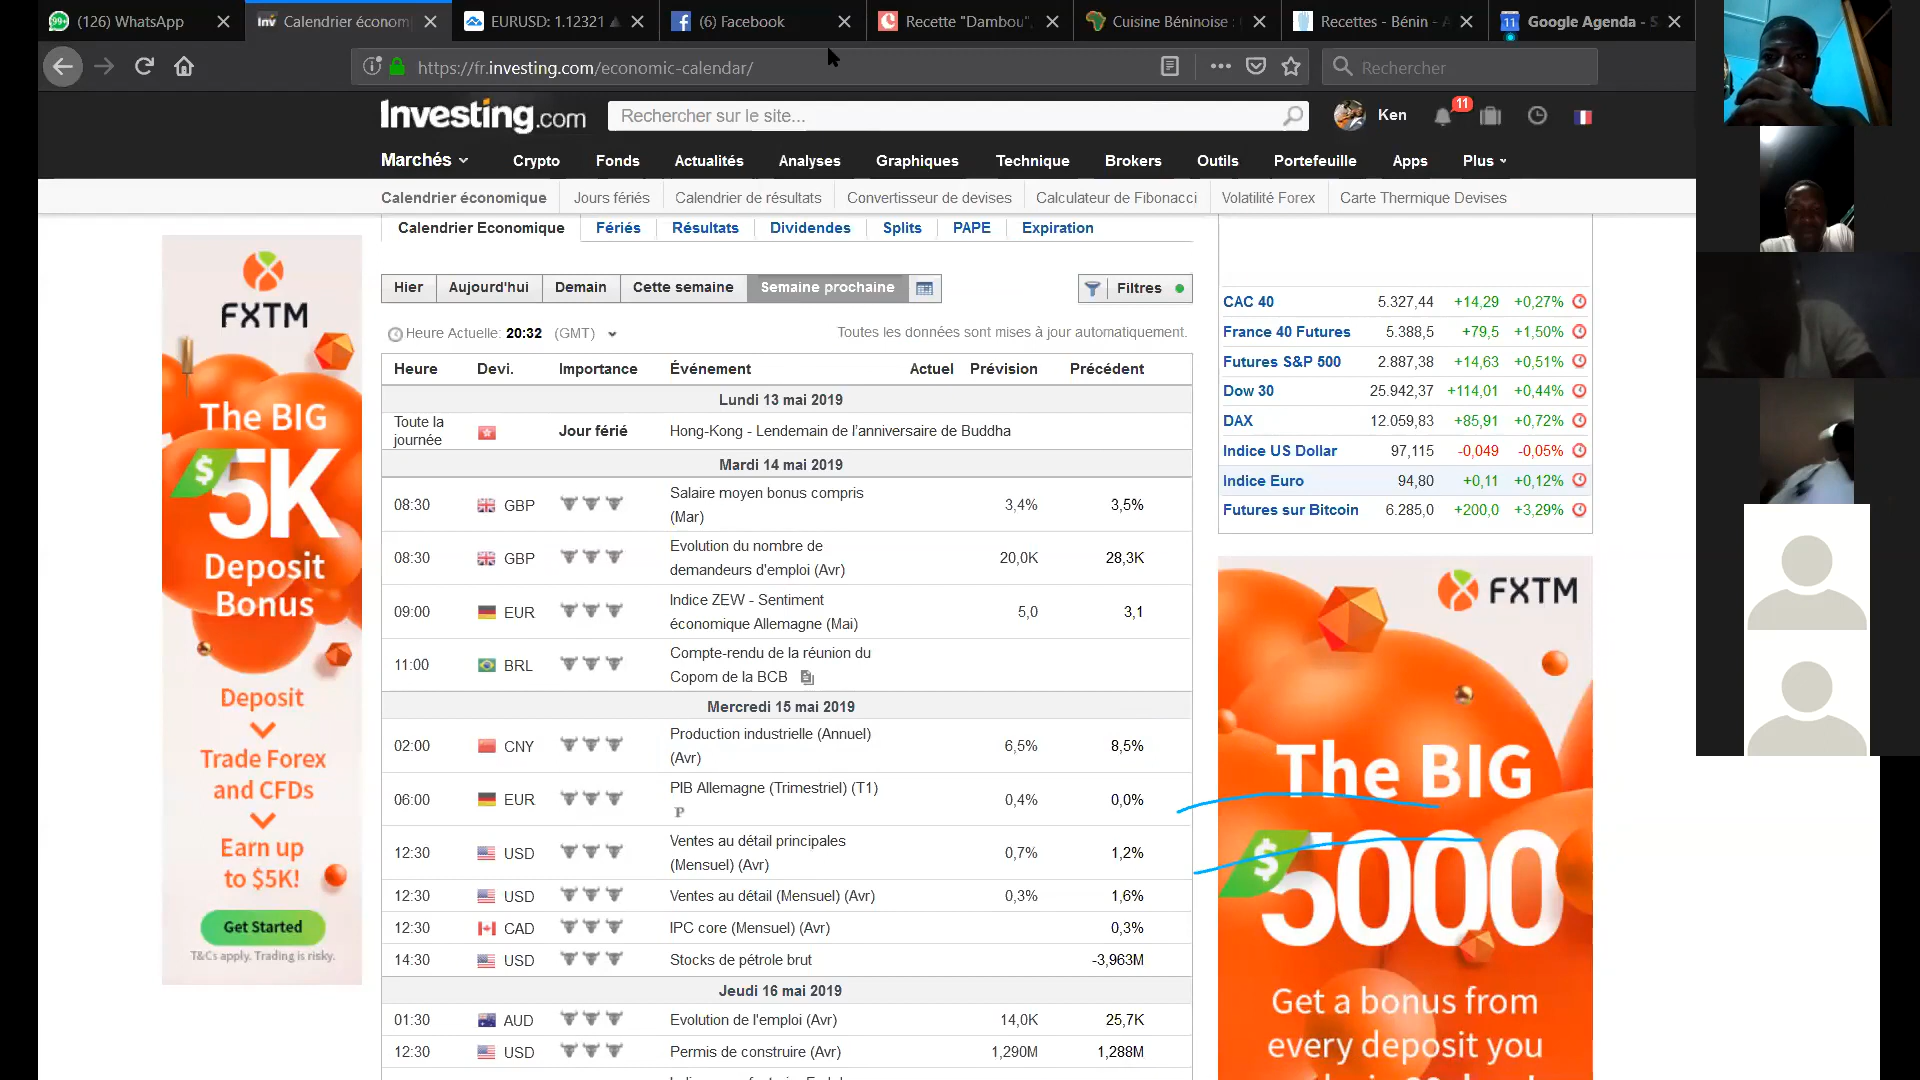 (126) WhatsApp
Calendrier économ
EURUSD: 1.12321
(6) Facebook
Recette "Dambou",
Cuisine Béninoise :
Recettes - Bénin - A
Google Agenda - S
https://fr.investing.com/economic-calendar/
Rechercher
Investing.com
Rechercher sur le site...
Ken
11
Marchés
Crypto
Fonds
Actualités
Analyses
Graphiques
Technique
Brokers
Outils
Portefeuille
Apps
Plus
Calendrier économique
Jours fériés
Calendrier de résultats
Convertisseur de devises
Calculateur de Fibonacci
Volatilité Forex
Carte Thermique Devises
Calendrier Economique
Fériés
Résultats
Dividendes
Splits
PAPE
Expiration
Hier
Aujourd'hui
Demain
Cette semaine
Semaine prochaine
Filtres
Heure Actuelle: 20:32 (GMT)
Toutes les données sont mises à jour automatiquement.
Heure Devi. Importance Événement Actuel Prévision Précédent
Lundi 13 mai 2019
Toute la
journée
Jour férié Hong-Kong - Lendemain de l'anniversaire de Buddha
Mardi 14 mai 2019
08:30 GBP Salaire moyen bonus compris
(Mar) 3,4% 3,5%
08:30 GBP Evolution du nombre de
demandeurs d'emploi (Avr) 20,0K 28,3K
09:00 EUR Indice ZEW - Sentiment
économique Allemagne (Mai) 5,0 3,1
11:00 BRL Compte-rendu de la réunion du
Copom de la BCB
Mercredi 15 mai 2019
02:00 CNY Production industrielle (Annuel)
(Avr) 6,5% 8,5%
06:00 EUR PIB Allemagne (Trimestriel) (T1)
P 0,4% 0,0%
12:30 USD Ventes au détail principales
(Mensuel) (Avr) 0,7% 1,2%
12:30 USD Ventes au détail (Mensuel) (Avr) 0,3% 1,6%
12:30 CAD IPC core (Mensuel) (Avr) 0,3%
14:30 USD Stocks de pétrole brut -3,963M
Jeudi 16 mai 2019
01:30 AUD Evolution de l'emploi (Avr) 14,0K 25,7K
12:30 USD Permis de construire (Avr) 1,290M 1,288M
CAC 40 5.327,44 +14,29 +0,27%
France 40 Futures 5.388,5 +79,5 +1,50%
Futures S&P 500 2.887,38 +14,63 +0,51%
Dow 30 25.942,37 +114,01 +0,44%
DAX 12.059,83 +85,91 +0,72%
Indice US Dollar 97,115 -0,049 -0,05%
Indice Euro 94,80 +0,11 +0,12%
Futures sur Bitcoin 6.285,0 +200,0 +3,29%
FXTM
The BIG
$5K
Deposit
Bonus
Deposit
Trade Forex
and CFDs
Earn up
to $5K!
Get Started
T&Cs apply. Trading is risky.
FXTM
The BIG
$5000
Get a bonus from
every deposit you